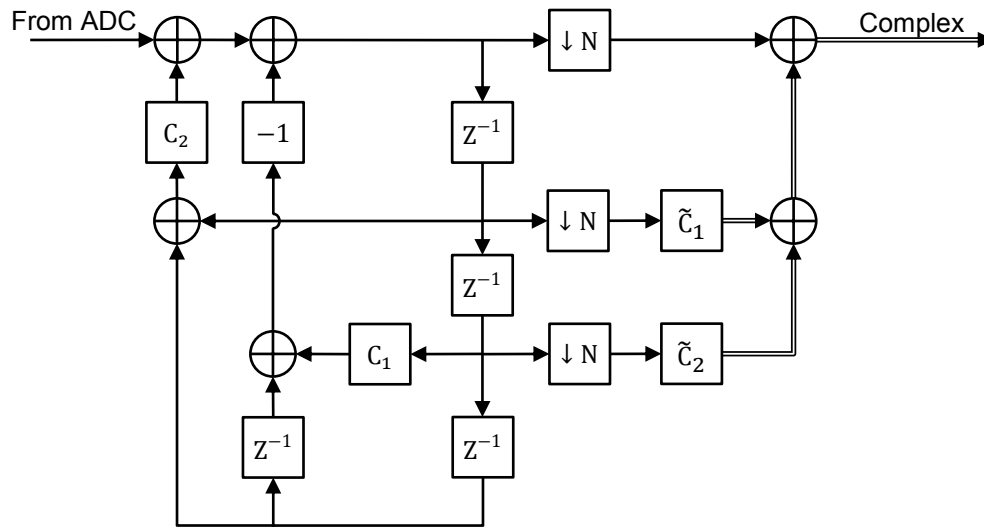 From ADC
↓ N
Complex
C₂
−1
Z⁻¹
↓ N
C̃₁
Z⁻¹
C₁
↓ N
C̃₂
Z⁻¹
Z⁻¹